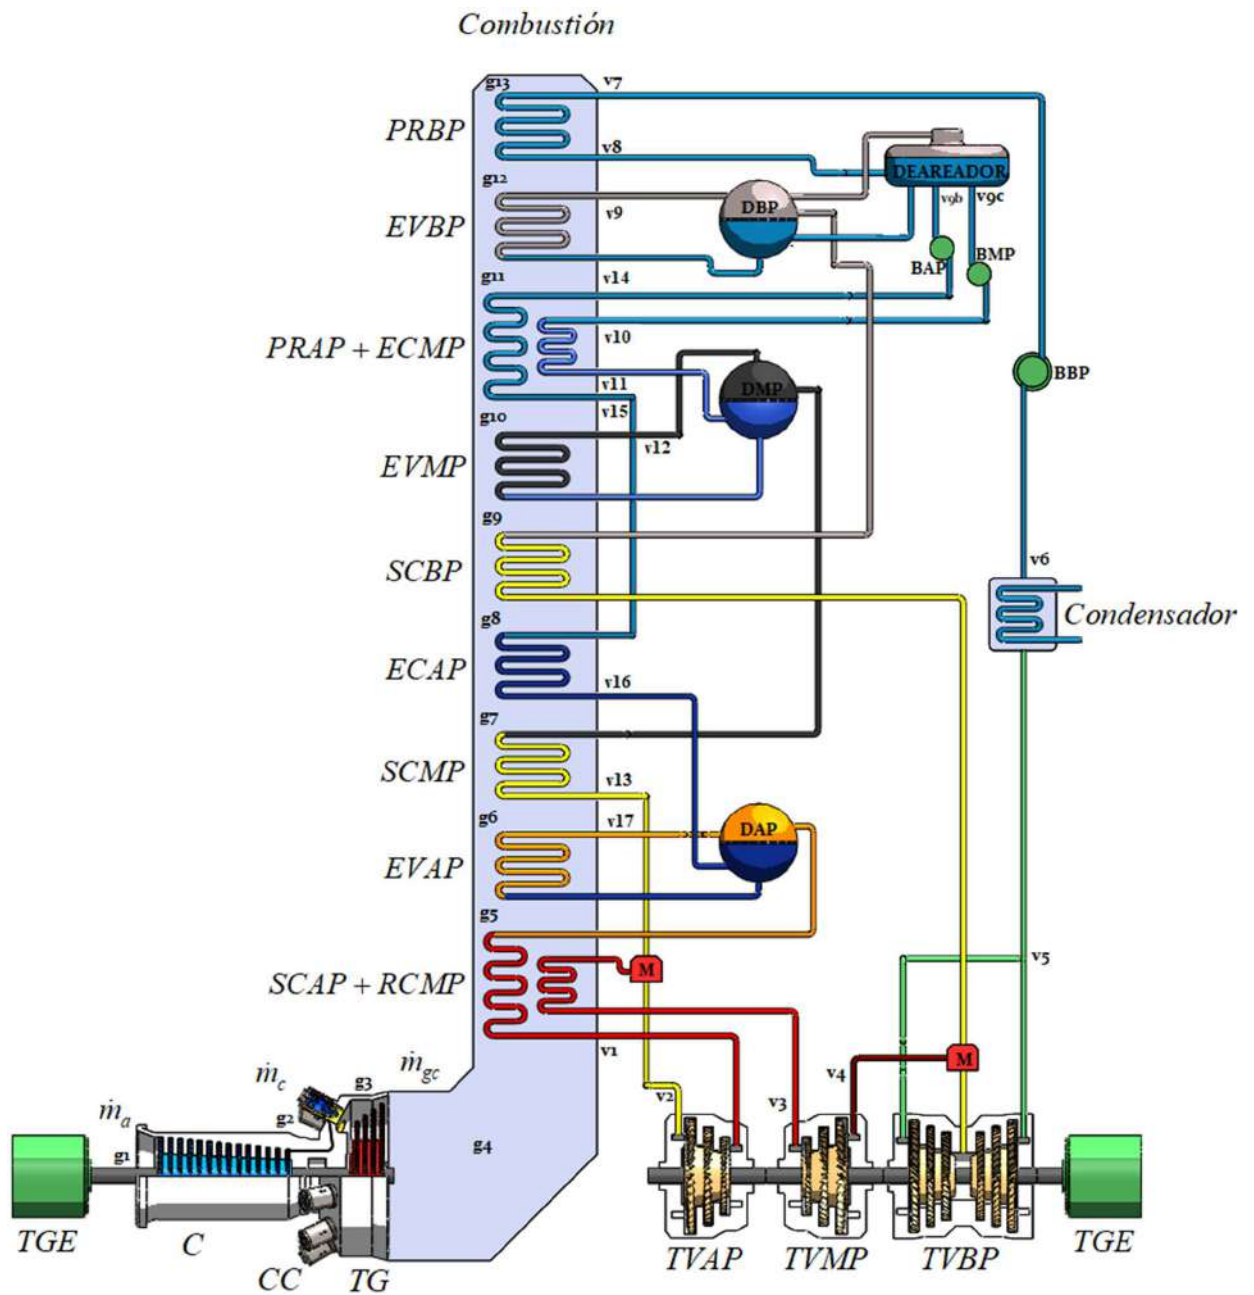 Combustión
g13
v7
PRBP
v8
DEAREADOR
g12
v9b
v9c
DBP
EVBP
v9
BAP
BMP
g11
v14
PRAP + ECMP
v10
BBP
v11
DMP
v15
g10
v12
EVMP
g9
v6
SCBP
Condensador
g8
ECAP
v16
g7
SCMP
v13
g6
v17
DAP
EVAP
g5
v5
M
SCAP + RCMP
v1
M
ṁgc
v4
ṁc
g3
v2
v3
ṁa
g2
g1
g4
TGE
C
CC
TG
TVAP
TVMP
TVBP
TGE